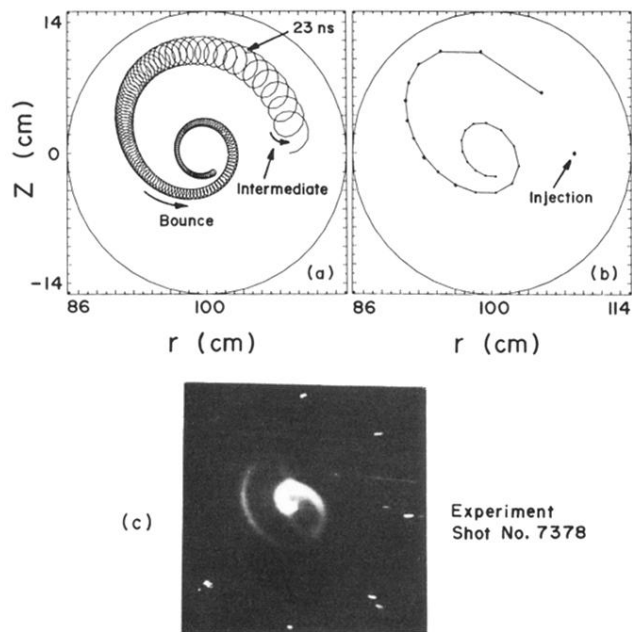 14
23 ns
Z (cm)
0
Intermediate
Bounce
Injection
(a)
(b)
-14
86
100
86
100
114
r (cm)
r (cm)
(c)
Experiment
Shot No. 7378